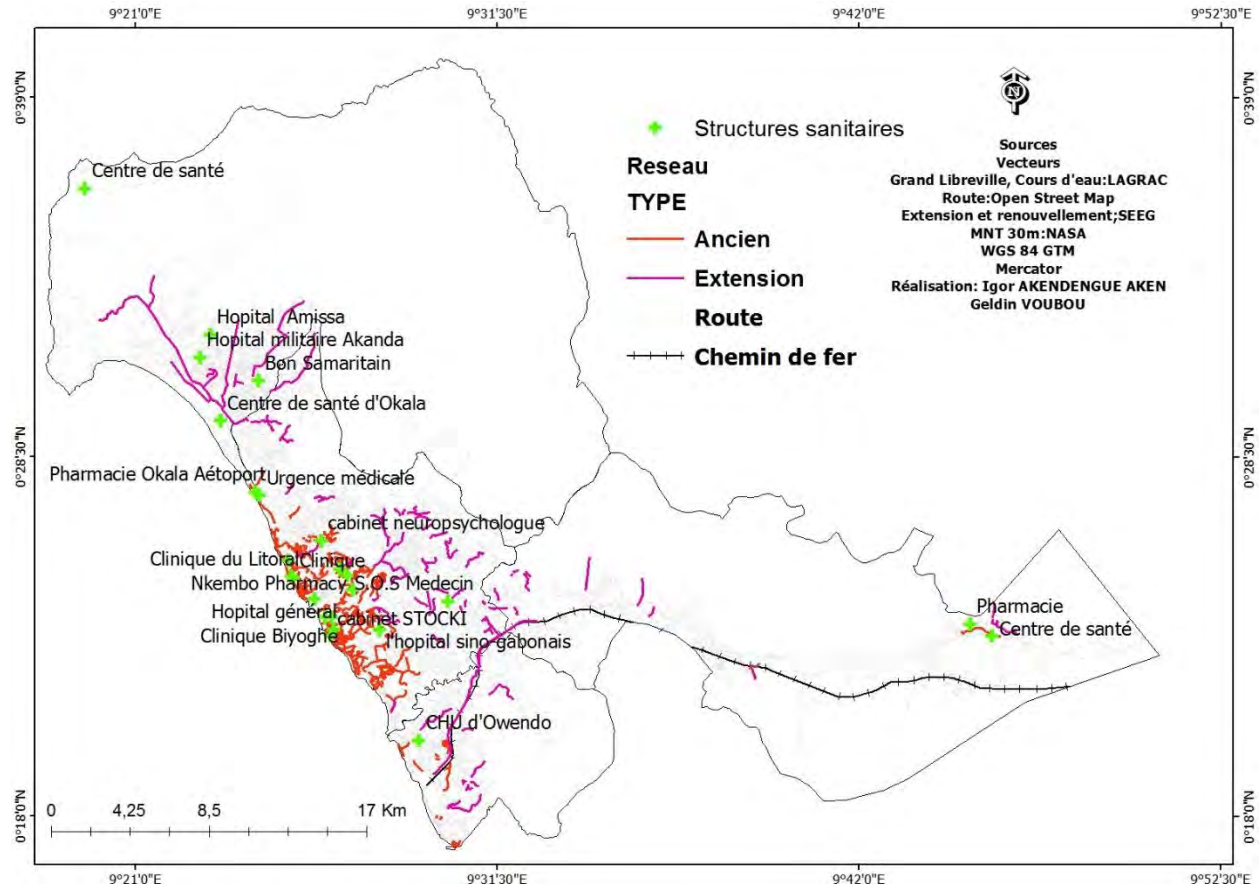 9°21'0"E
9°31'30"E
9°42'0"E
9°52'30"E
0°39'0"N
0°39'0"N
N
Structures sanitaires
Reseau
TYPE
Ancien
Extension
Route
Chemin de fer
Sources
Vecteurs
Grand Libreville, Cours d'eau:LAGRAC
Route:Open Street Map
Extension et renouvellement;SEEG
MNT 30m:NASA
WGS 84 GTM
Mercator
Réalisation: Igor AKENDENGUE AKEN
Geldin VOUBOU
Centre de santé
Hopital Amissa
Hopital militaire Akanda
Bon Samaritain
Centre de santé d'Okala
0°28'30"N
0°28'30"N
Pharmacie Okala Aétoport
Urgence médicale
cabinet neuropsychologue
Clinique du Litoral
Clinique
Nkembo Pharmacy
S.O.S Medecin
Hopital général
cabinet STOCKI
Clinique Biyoghe
l'hopital sino-gabonais
Pharmacie
Centre de santé
CHU d'Owendo
0°18'0"N
0°18'0"N
0 4,25 8,5 17 Km
9°21'0"E
9°31'30"E
9°42'0"E
9°52'30"E